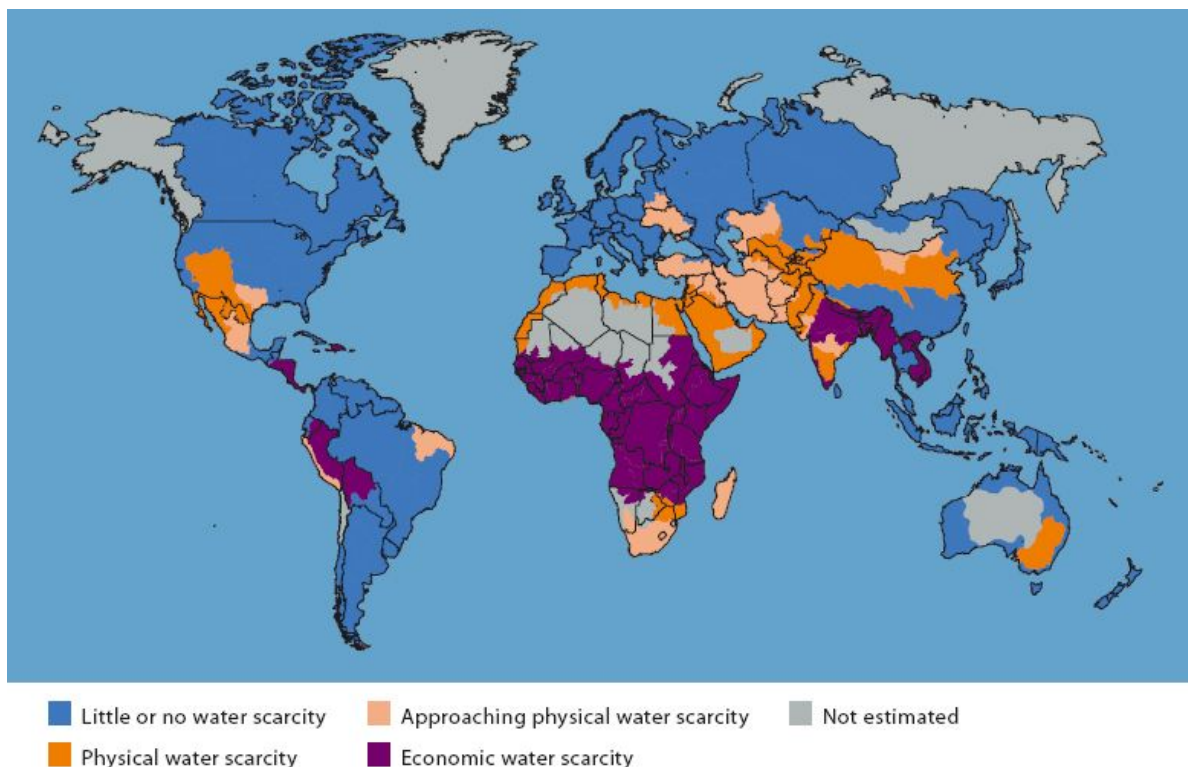 Little or no water scarcity
Approaching physical water scarcity
Not estimated
Physical water scarcity
Economic water scarcity